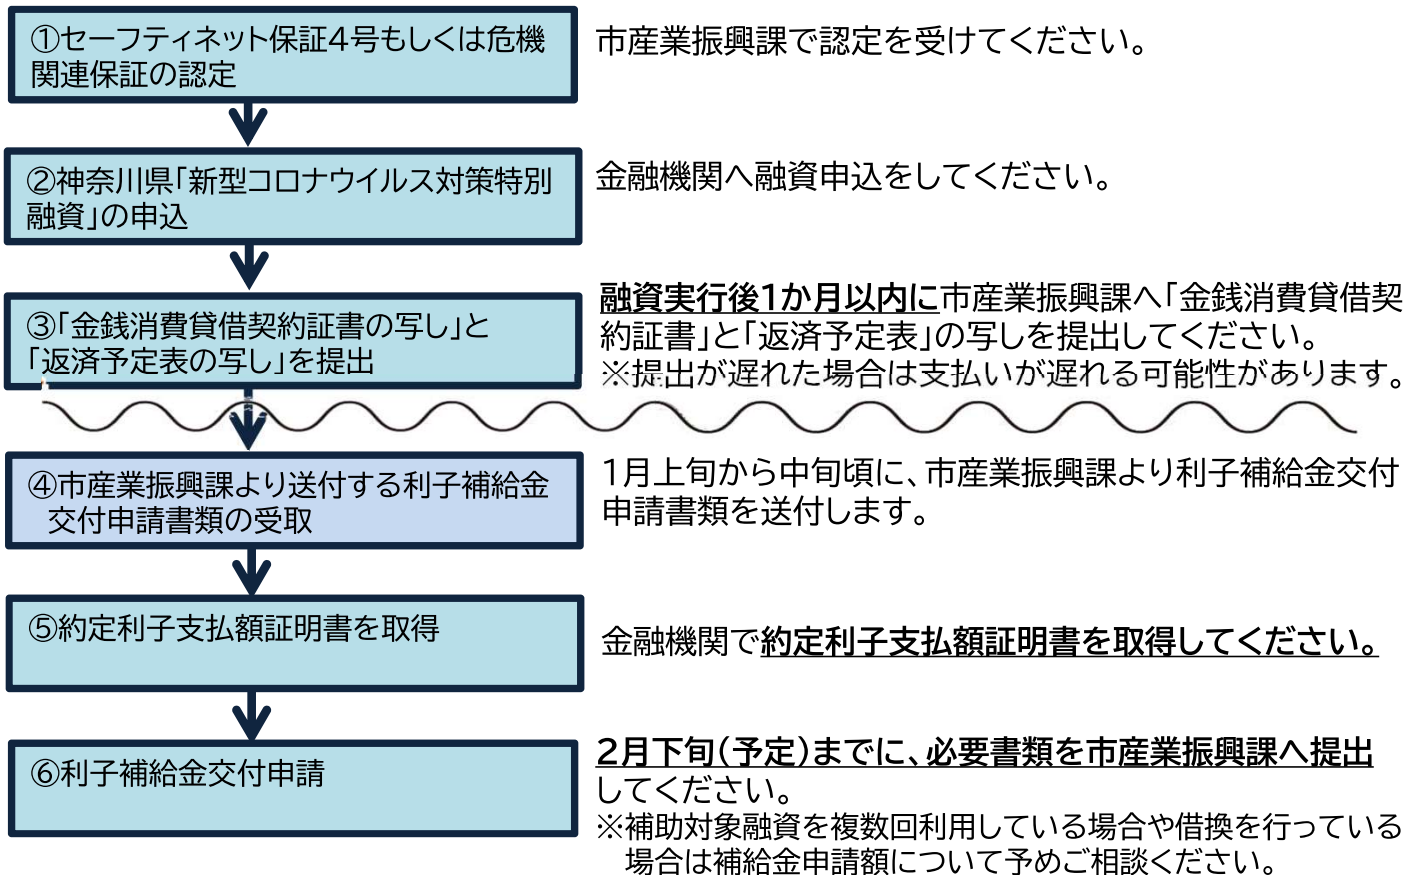 ①セーフティネット保証4号もしくは危機
関連保証の認定
市産業振興課で認定を受けてください。
②神奈川県「新型コロナウイルス対策特別
融資」の申込
金融機関へ融資申込をしてください。
③「金銭消費貸借契約証書の写し」と
「返済予定表の写し」を提出
融資実行後1か月以内に市産業振興課へ「金銭消費貸借契
約証書」と「返済予定表」の写しを提出してください。
※提出が遅れた場合は支払いが遅れる可能性があります。
④市産業振興課より送付する利子補給金
交付申請書類の受取
1月上旬から中旬頃に、市産業振興課より利子補給金交付
申請書類を送付します。
⑤約定利子支払額証明書を取得
金融機関で約定利子支払額証明書を取得してください。
⑥利子補給金交付申請
2月下旬(予定)までに、必要書類を市産業振興課へ提出
してください。
※補助対象融資を複数回利用している場合や借換を行っている
場合は補給金申請額について予めご相談ください。